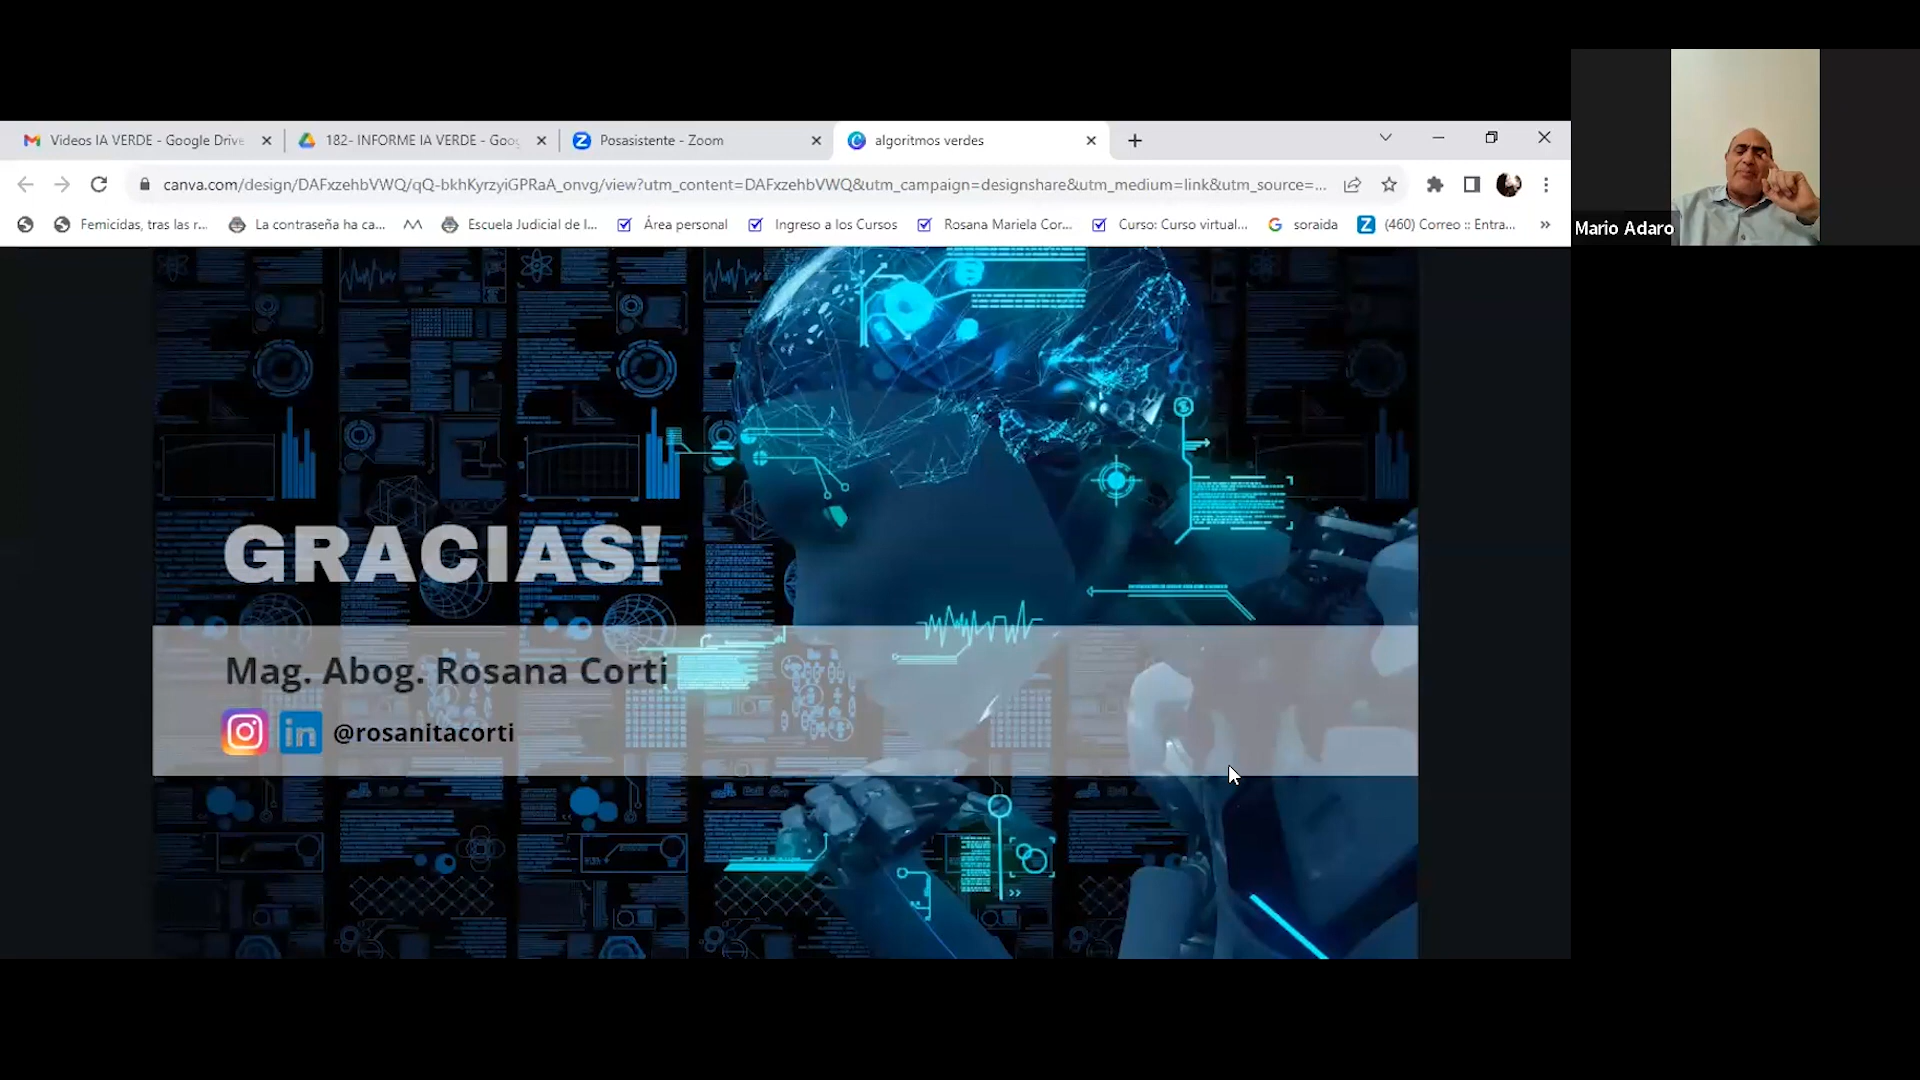 Videos IA VERDE - Google Drive
182- INFORME IA VERDE - Goo
Posasistente - Zoom
algoritmos verdes
canva.com/design/DAFxzehbVWQ/qQ-bkhKyrzyiGPRaA_onvg/view?utm_content=DAFxzehbVWQ&utm_campaign=designshare&utm_medium=link&utm_source=...
Femicidas, tras las r...
La contraseña ha ca...
Escuela Judicial de l...
Área personal
Ingreso a los Cursos
Rosana Mariela Cor...
Curso: Curso virtual...
soraida
(460) Correo :: Entra...
Mario Adaro
GRACIAS!
Mag. Abog. Rosana Corti
@rosanitacorti